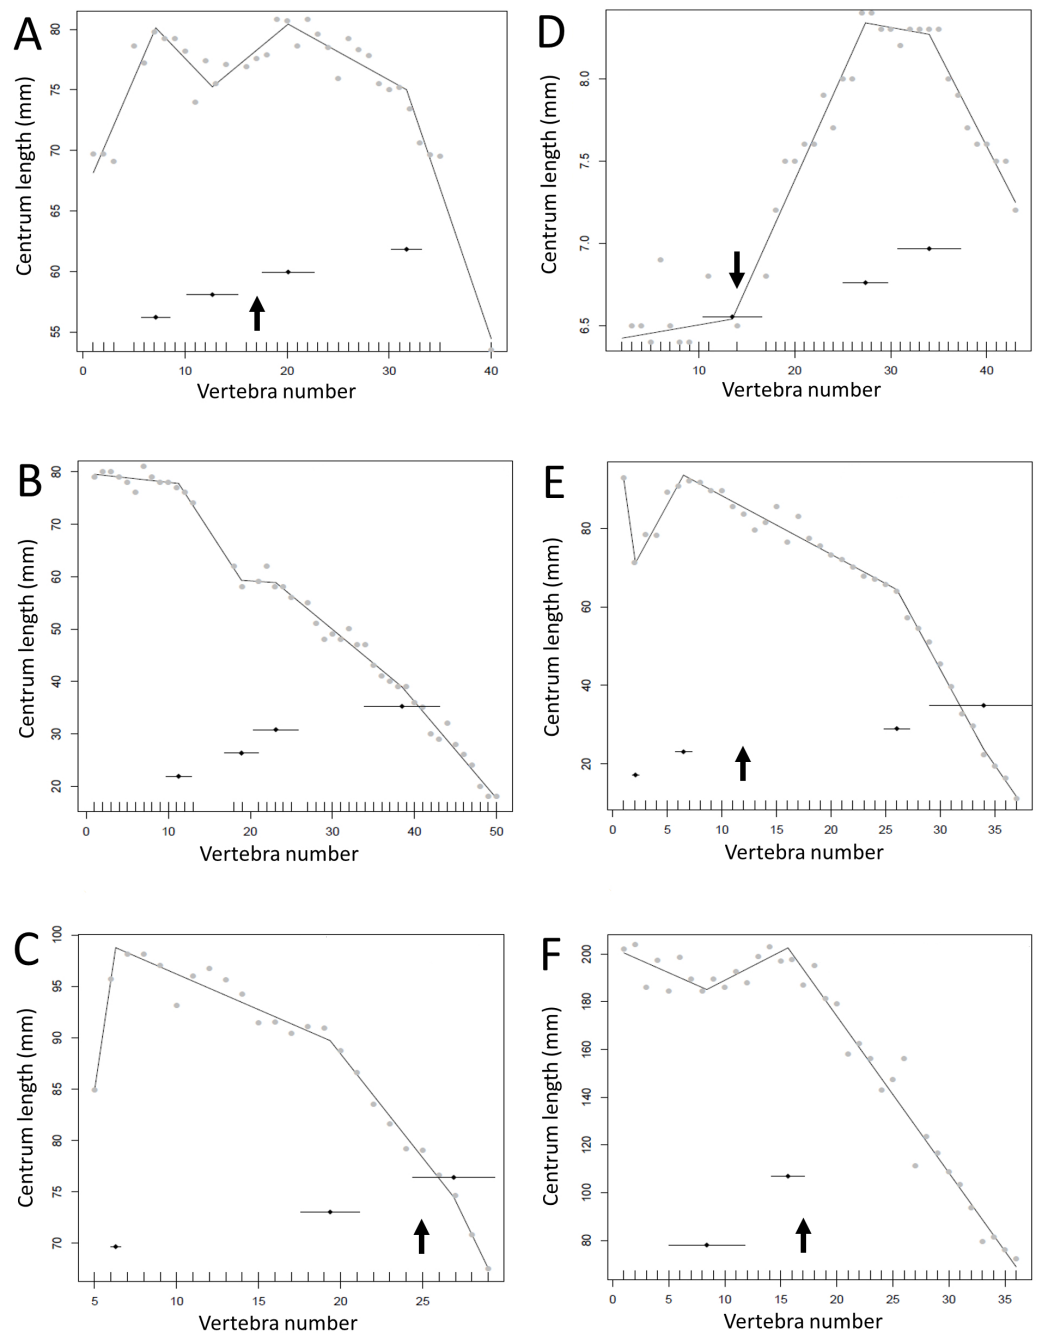 A
Centrum length (mm)
80
75
70
65
60
55
0 10 20 30 40
Vertebra number
D
Centrum length (mm)
8.0
7.5
7.0
6.5
10 20 30 40
Vertebra number
B
Centrum length (mm)
80
70
60
50
40
30
20
0 10 20 30 40 50
Vertebra number
E
Centrum length (mm)
80
60
40
20
0 5 10 15 20 25 30 35
Vertebra number
C
Centrum length (mm)
100
95
90
85
80
75
70
5 10 15 20 25
Vertebra number
F
Centrum length (mm)
200
180
160
140
120
100
80
0 5 10 15 20 25 30 35
Vertebra number